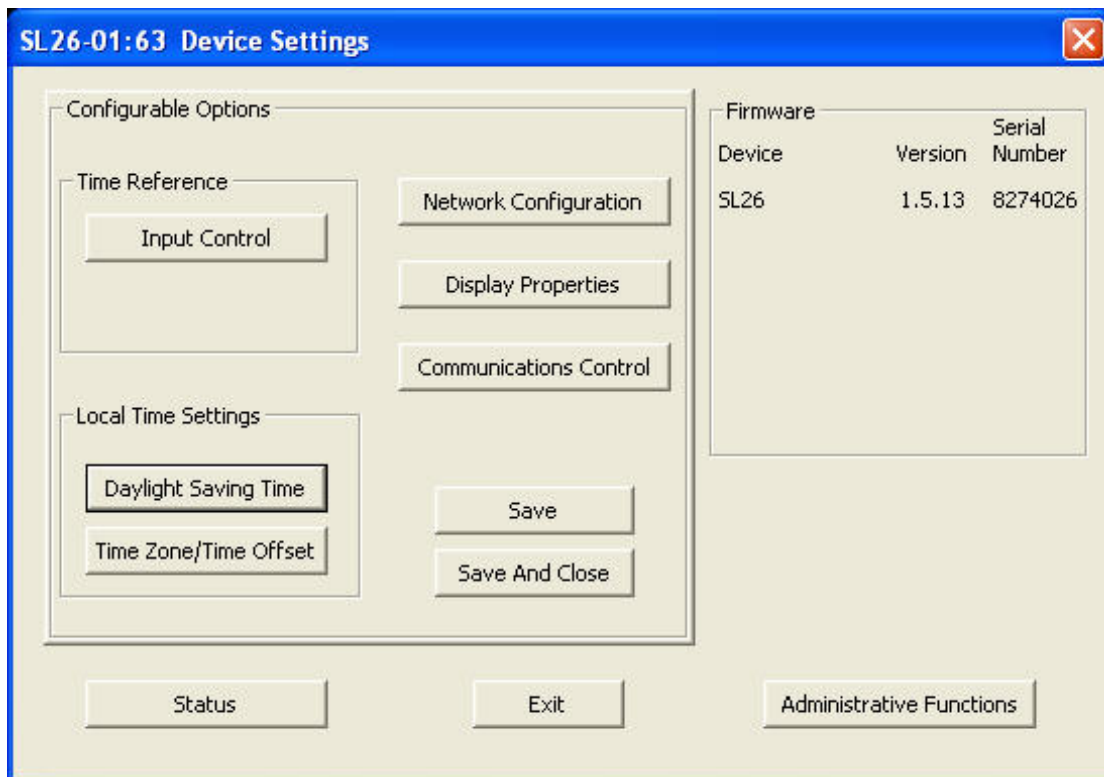 SL26-01:63 Device Settings
Configurable Options
Time Reference
Input Control
Network Configuration
Display Properties
Communications Control
Local Time Settings
Daylight Saving Time
Time Zone/Time Offset
Save
Save And Close
Firmware
Device Version Serial Number
SL26 1.5.13 8274026
Status
Exit
Administrative Functions